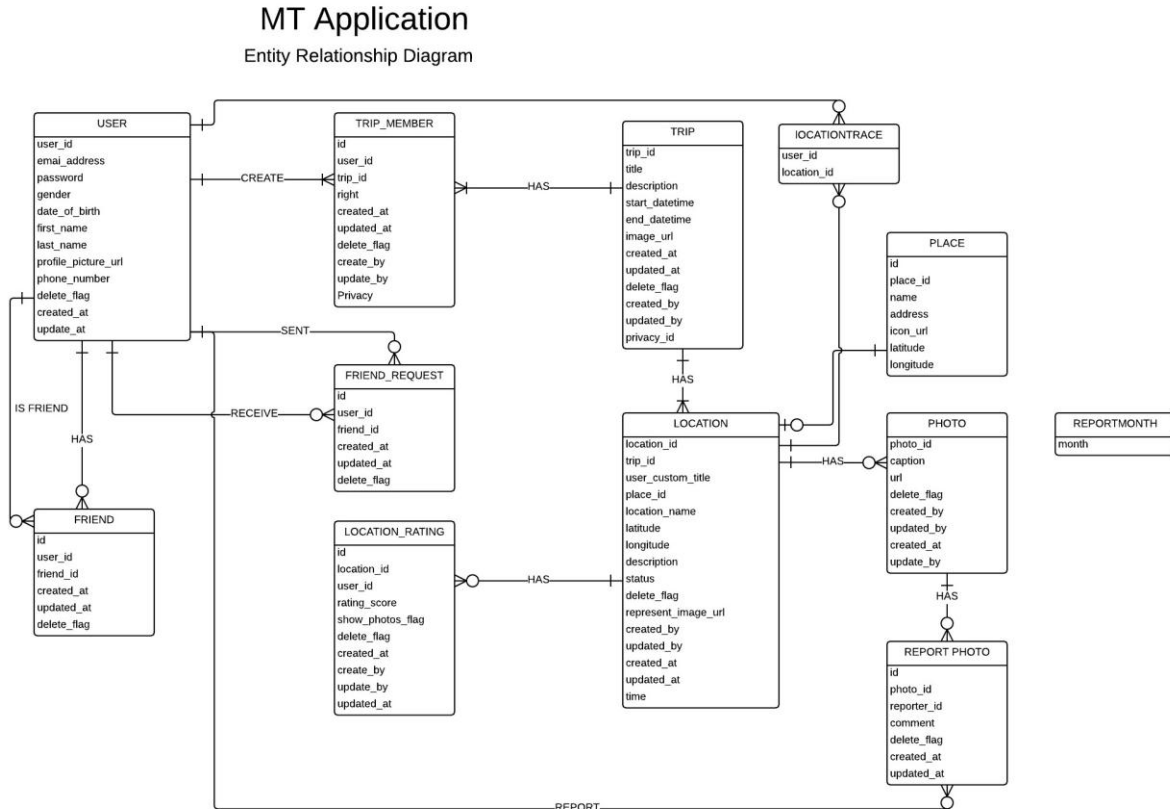 MT Application
Entity Relationship Diagram
USER
user_id
emai_address
password
gender
date_of_birth
first_name
last_name
profile_picture_url
phone_number
delete_flag
created_at
update_at
CREATE
TRIP_MEMBER
id
user_id
trip_id
right
created_at
updated_at
delete_flag
create_by
update_by
Privacy
HAS
TRIP
trip_id
title
description
start_datetime
end_datetime
image_url
created_at
updated_at
delete_flag
created_by
updated_by
privacy_id
lOCATIONTRACE
user_id
location_id
PLACE
id
place_id
name
address
icon_url
latitude
longitude
SENT
FRIEND_REQUEST
id
user_id
friend_id
created_at
updated_at
delete_flag
RECEIVE
IS FRIEND
HAS
HAS
LOCATION
location_id
trip_id
user_custom_title
place_id
location_name
latitude
longitude
description
status
delete_flag
represent_image_url
created_by
updated_by
created_at
updated_at
time
HAS
PHOTO
photo_id
caption
url
delete_flag
created_by
updated_by
created_at
update_by
REPORTMONTH
month
FRIEND
id
user_id
friend_id
created_at
updated_at
delete_flag
LOCATION_RATING
id
location_id
user_id
rating_score
show_photos_flag
delete_flag
created_at
create_by
update_by
updated_at
HAS
HAS
REPORT PHOTO
id
photo_id
reporter_id
comment
delete_flag
created_at
updated_at
REPORT